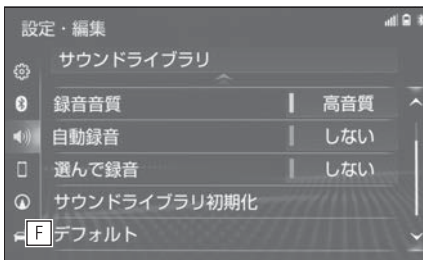 設定・編集
サウンドライブラリ
録音音質 高音質
自動録音 しない
選んで録音 しない
サウンドライブラリ初期化
F デフォルト